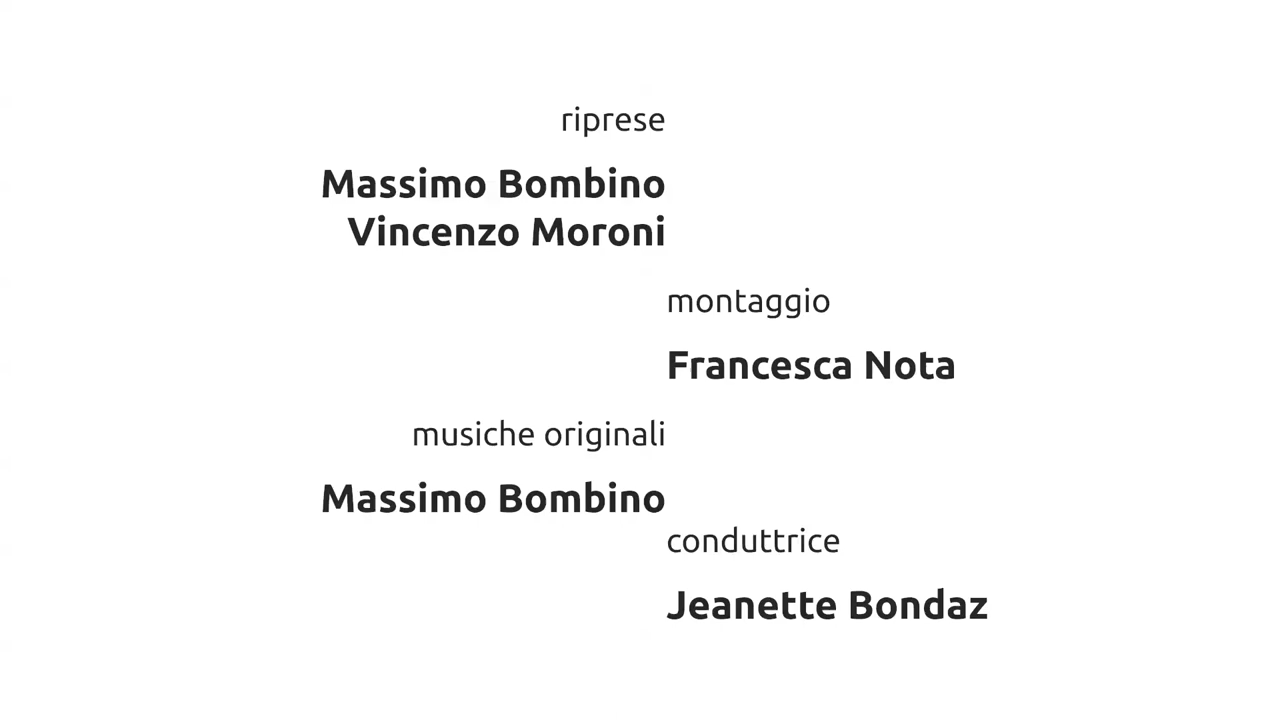 riprese
Massimo Bombino
Vincenzo Moroni
montaggio
Francesca Nota
musiche originali
Massimo Bombino
conduttrice
Jeanette Bondaz